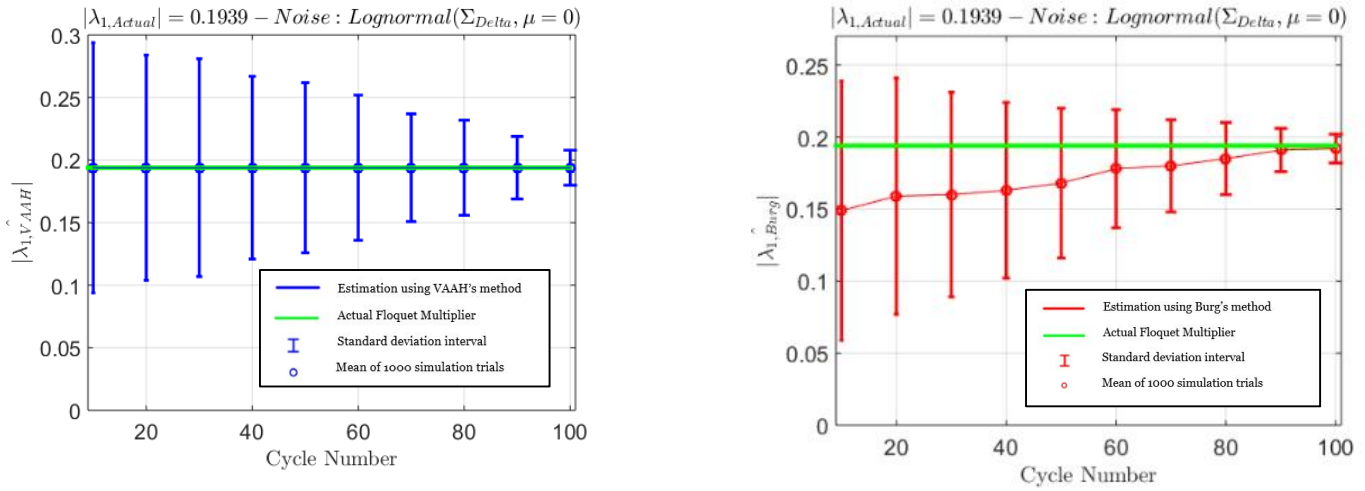 |λ1,Actual| = 0.1939 − Noise : Lognormal(ΣDelta, μ = 0)
0.3
0.25
0.2
0.15
0.1
0.05
0
20
40
60
80
100
|λ̂1,VAAH|
Cycle Number
Estimation using VAAH's method
Actual Floquet Multiplier
Standard deviation interval
Mean of 1000 simulation trials
|λ1,Actual| = 0.1939 − Noise : Lognormal(ΣDelta, μ = 0)
0.25
0.2
0.15
0.1
0.05
0
20
40
60
80
100
|λ̂1,Burg|
Cycle Number
Estimation using Burg's method
Actual Floquet Multiplier
Standard deviation interval
Mean of 1000 simulation trials